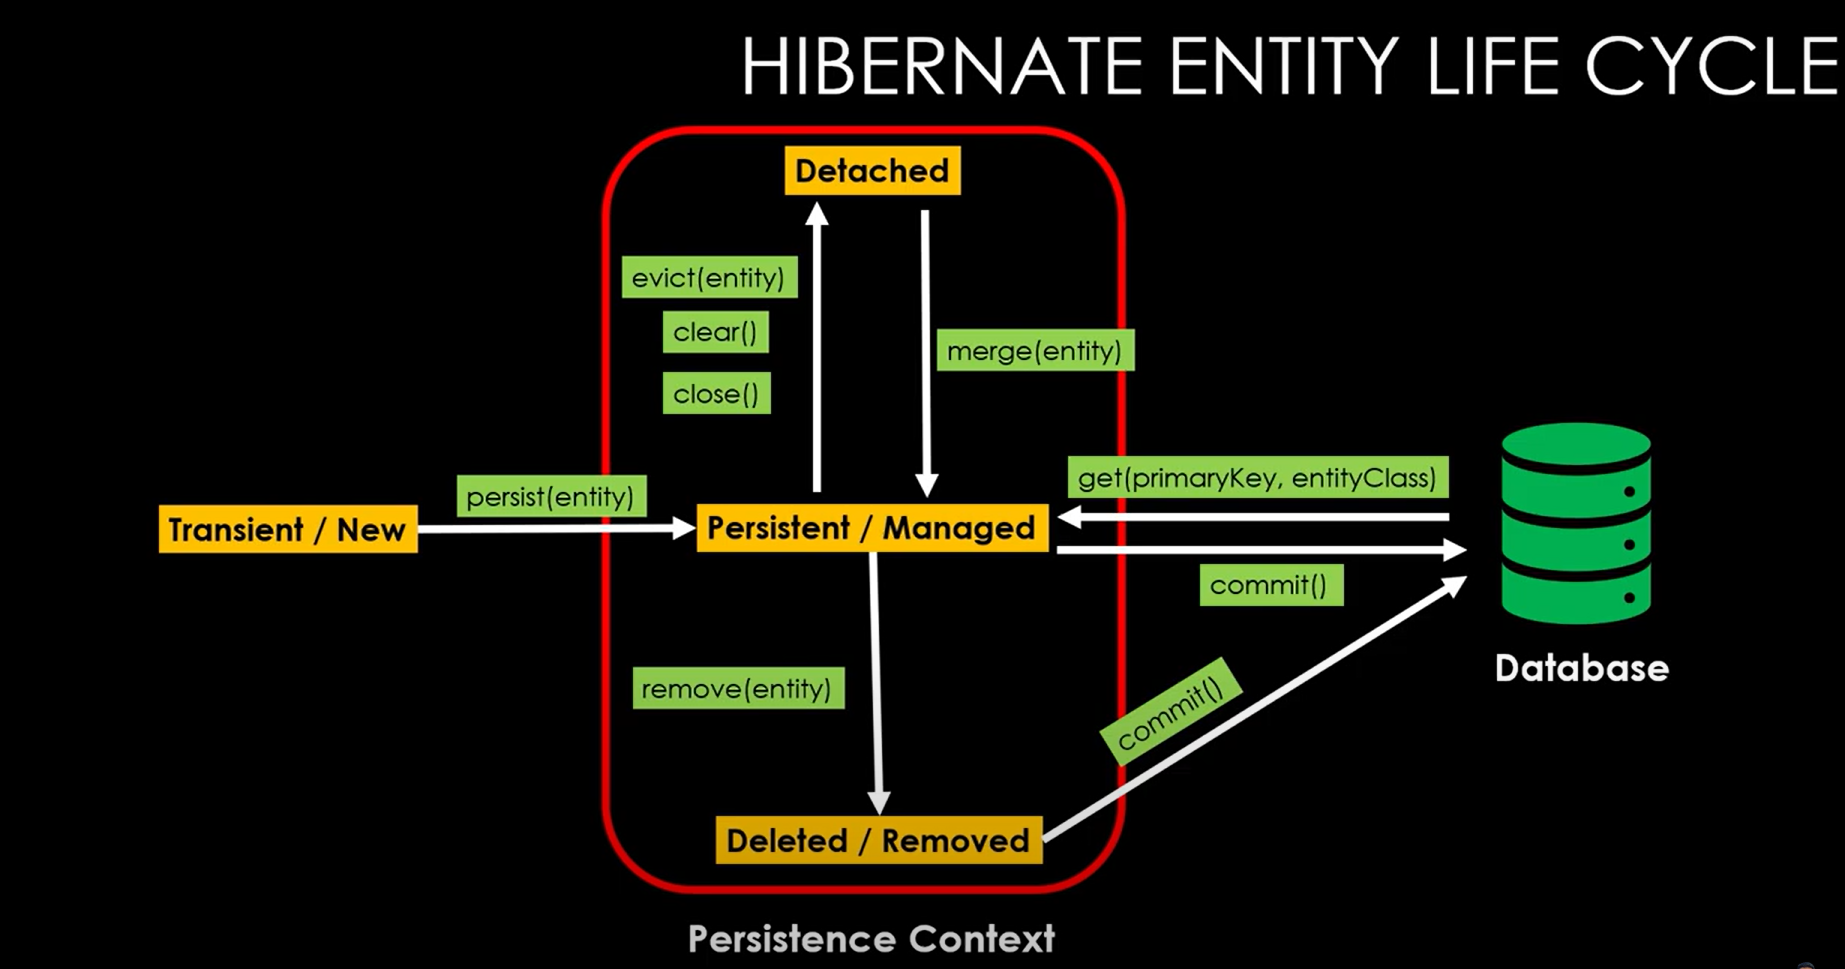 HIBERNATE ENTITY LIFE CYCLE
Detached
evict(entity)
clear()
close()
merge(entity)
persist(entity)
Transient / New
Persistent / Managed
get(primaryKey, entityClass)
commit()
Database
remove(entity)
commit()
Deleted / Removed
Persistence Context